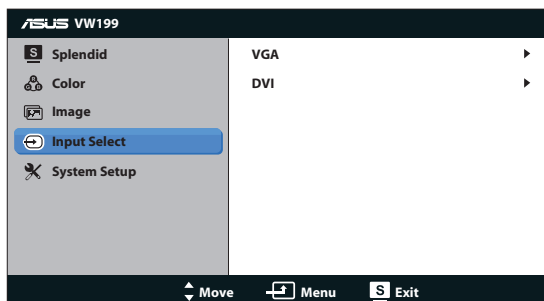 ASUS VW199
S Splendid
Color
Image
Input Select
System Setup
VGA
DVI
Move Menu S Exit